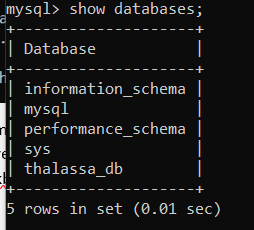 mysql> show databases;
+--------------------+
| Database           |
+--------------------+
| information_schema |
| mysql              |
| performance_schema |
| sys                |
| thalassa_db        |
+--------------------+
5 rows in set (0.01 sec)